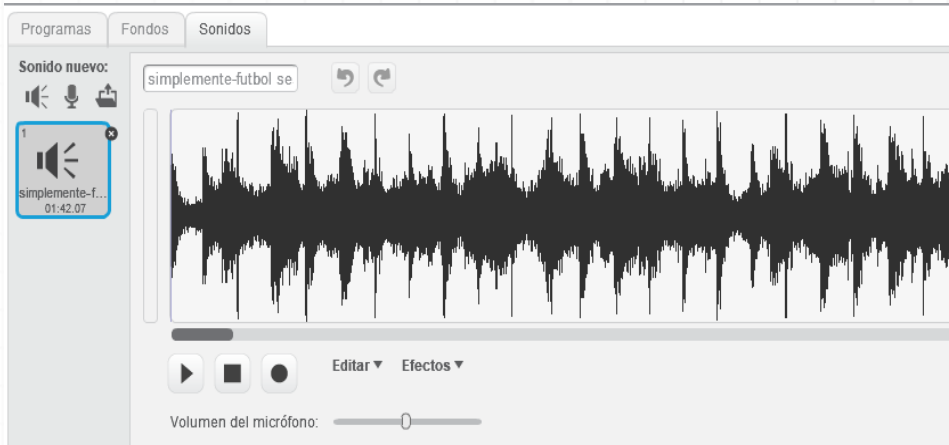 Programas Fondos Sonidos
Sonido nuevo:
simplemente-futbol se
1
simplemente-f...
01:42.07
Editar Efectos
Volumen del micrófono: